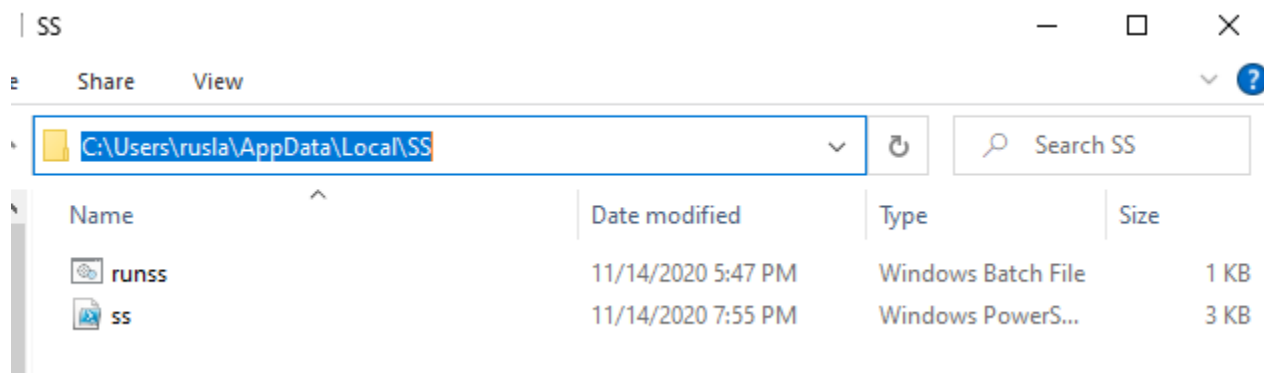 SS
e Share View ?
C:\Users\rusla\AppData\Local\SS Search SS
Name Date modified Type Size
runss 11/14/2020 5:47 PM Windows Batch File 1 KB
ss 11/14/2020 7:55 PM Windows PowerS... 3 KB